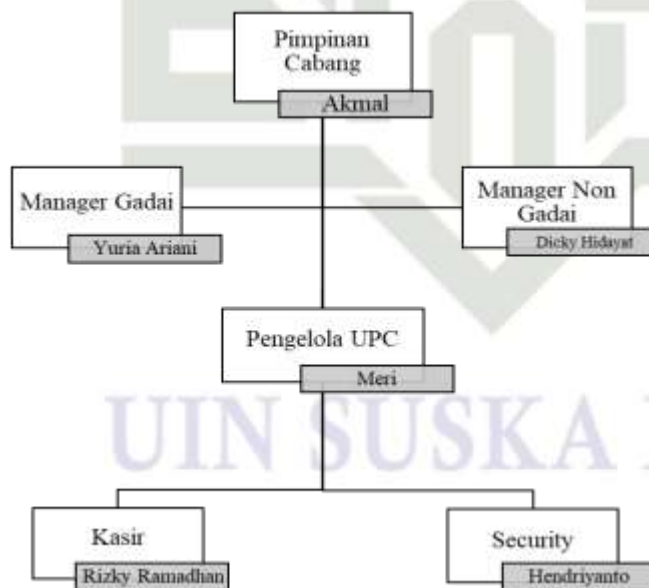 Pimpinan
Cabang
Akmal
Manager Gadai
Yuria Ariani
Manager Non
Gadai
Dicky Hidayat
Pengelola UPC
Meri
UIN SUSKA
Kasir
Rizky Ramadhan
Security
Hendriyanto